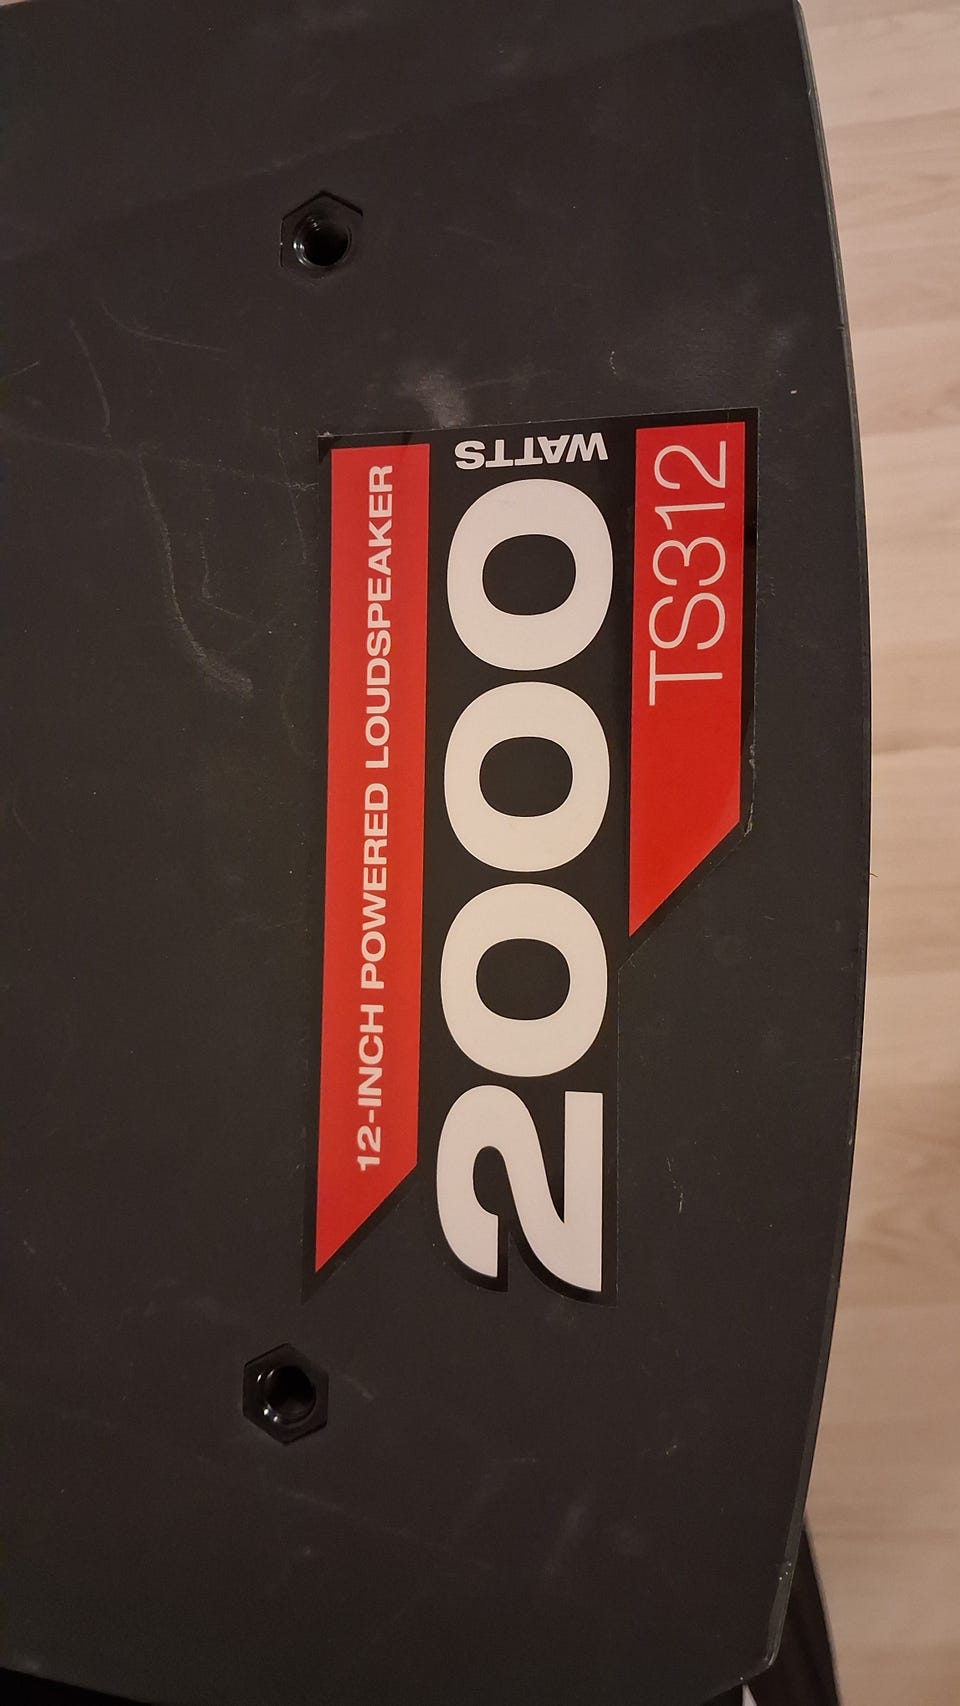 12-INCH POWERED LOUDSPEAKER
2000 WATTS
TS312